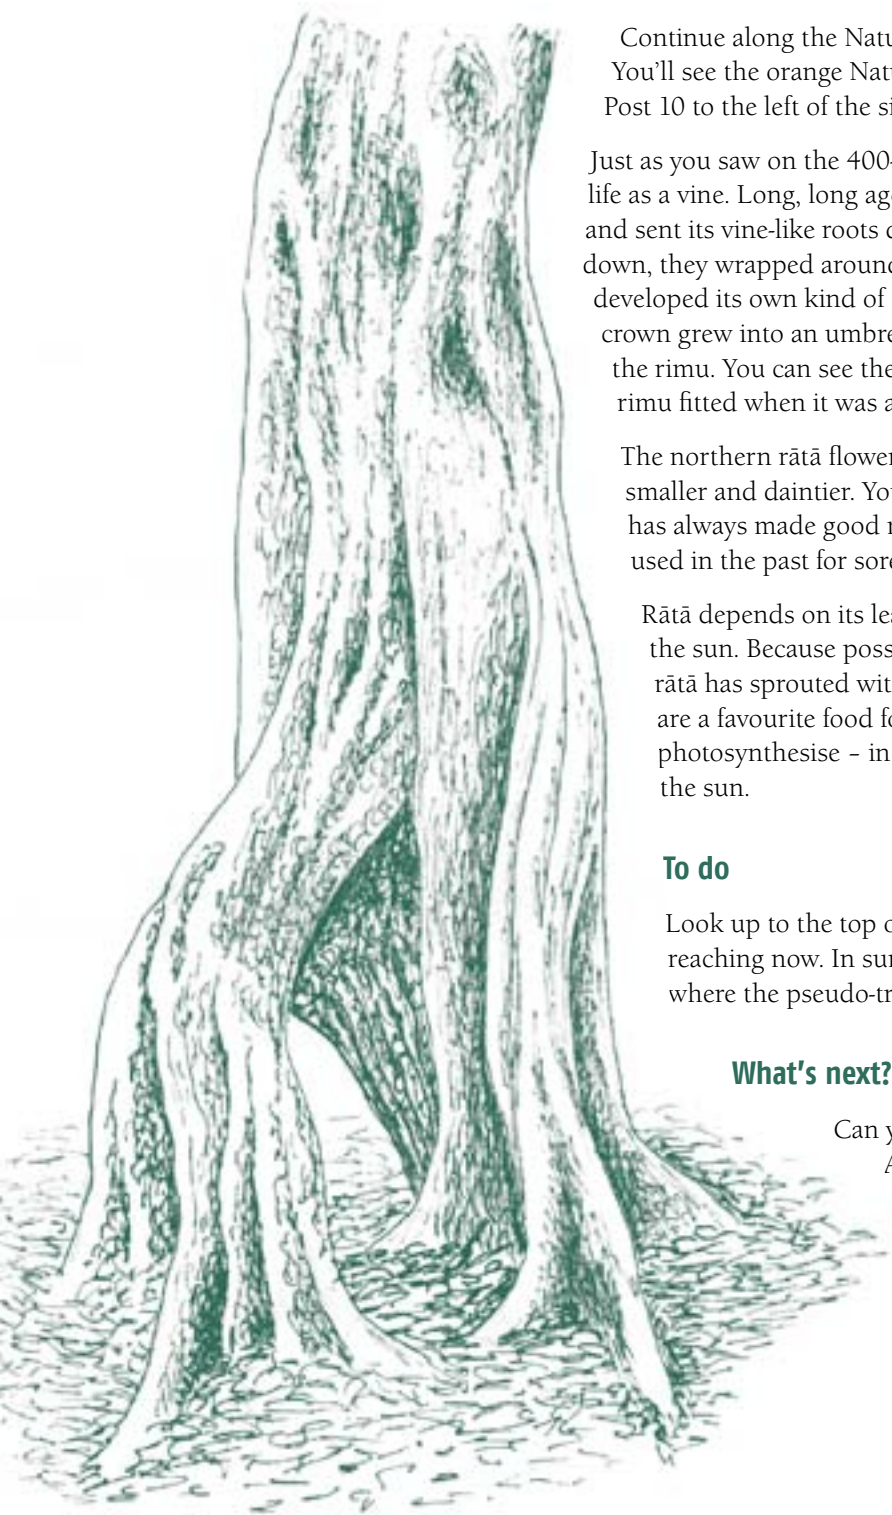 Continue along the Natu
You’ll see the orange Natu
Post 10 to the left of the si
Just as you saw on the 400-
life as a vine. Long, long ag
and sent its vine-like roots
down, they wrapped around
developed its own kind of
crown grew into an umbre
the rimu. You can see the
rimu fitted when it was a
The northern rātā flower
smaller and daintier. You
has always made good
used in the past for sore
Rātā depends on its lea
the sun. Because poss
rātā has sprouted wit
are a favourite food fo
photosynthesise – in
the sun.
To do
Look up to the top o
reaching now. In sur
where the pseudo-tr
What’s next?
Can y
A